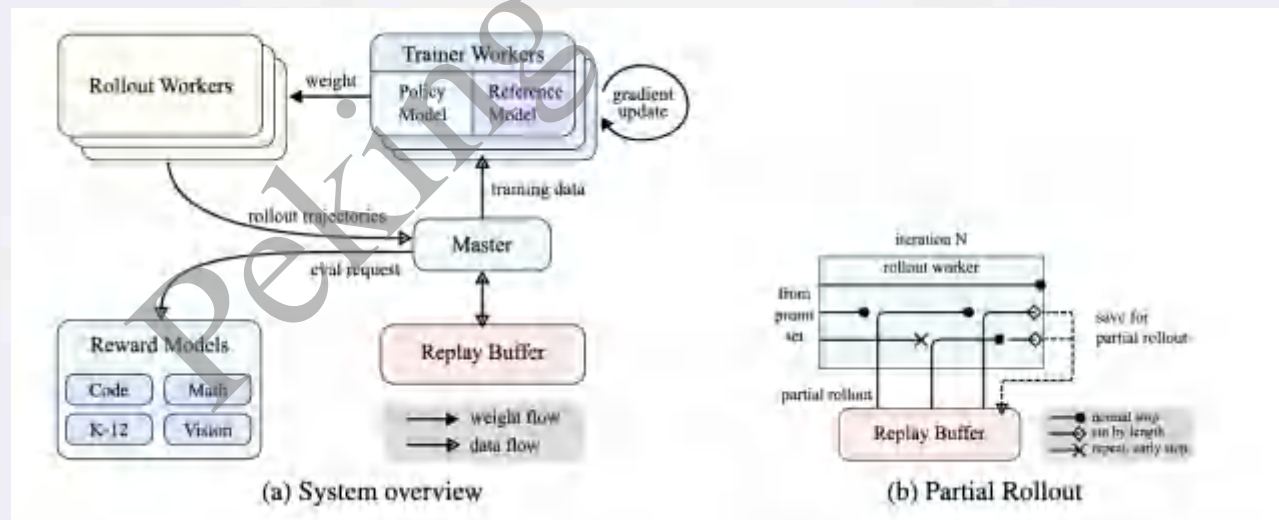 Rollout Workers
weight
Trainer Workers
Policy
Model
Reference
Model
gradient
update
training data
rollout trajectories
Master
eval request
Reward Models
Code
Math
K-12
Vision
Replay Buffer
weight flow
data flow
(a) System overview
iteration N
rollout worker
from
prompt
set
save for
partial rollout
partial rollout
Replay Buffer
normal stop
cut by length
repeat, early stop
(b) Partial Rollout
Peking